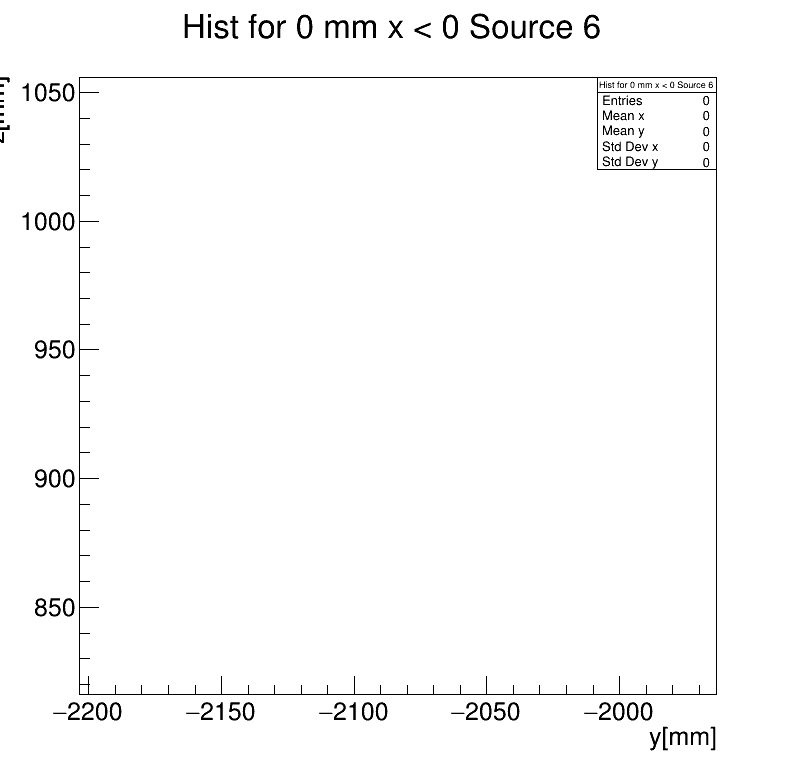 Hist for 0 mm x < 0 Source 6
z[mm]
Hist for 0 mm x < 0 Source 6
Entries 0
Mean x 0
Mean y 0
Std Dev x 0
Std Dev y 0
1050
1000
950
900
850
−2200 −2150 −2100 −2050 −2000
y[mm]